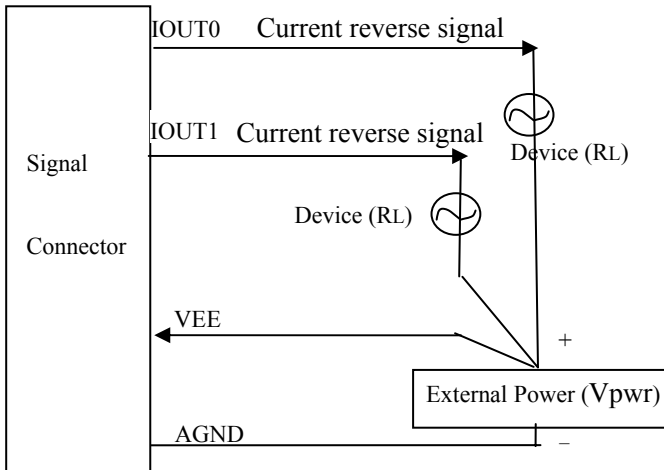 IOUT0 Current reverse signal
IOUT1 Current reverse signal
Device (RL)
Signal
Device (RL)
Connector
VEE
+
External Power (Vpwr)
AGND
−